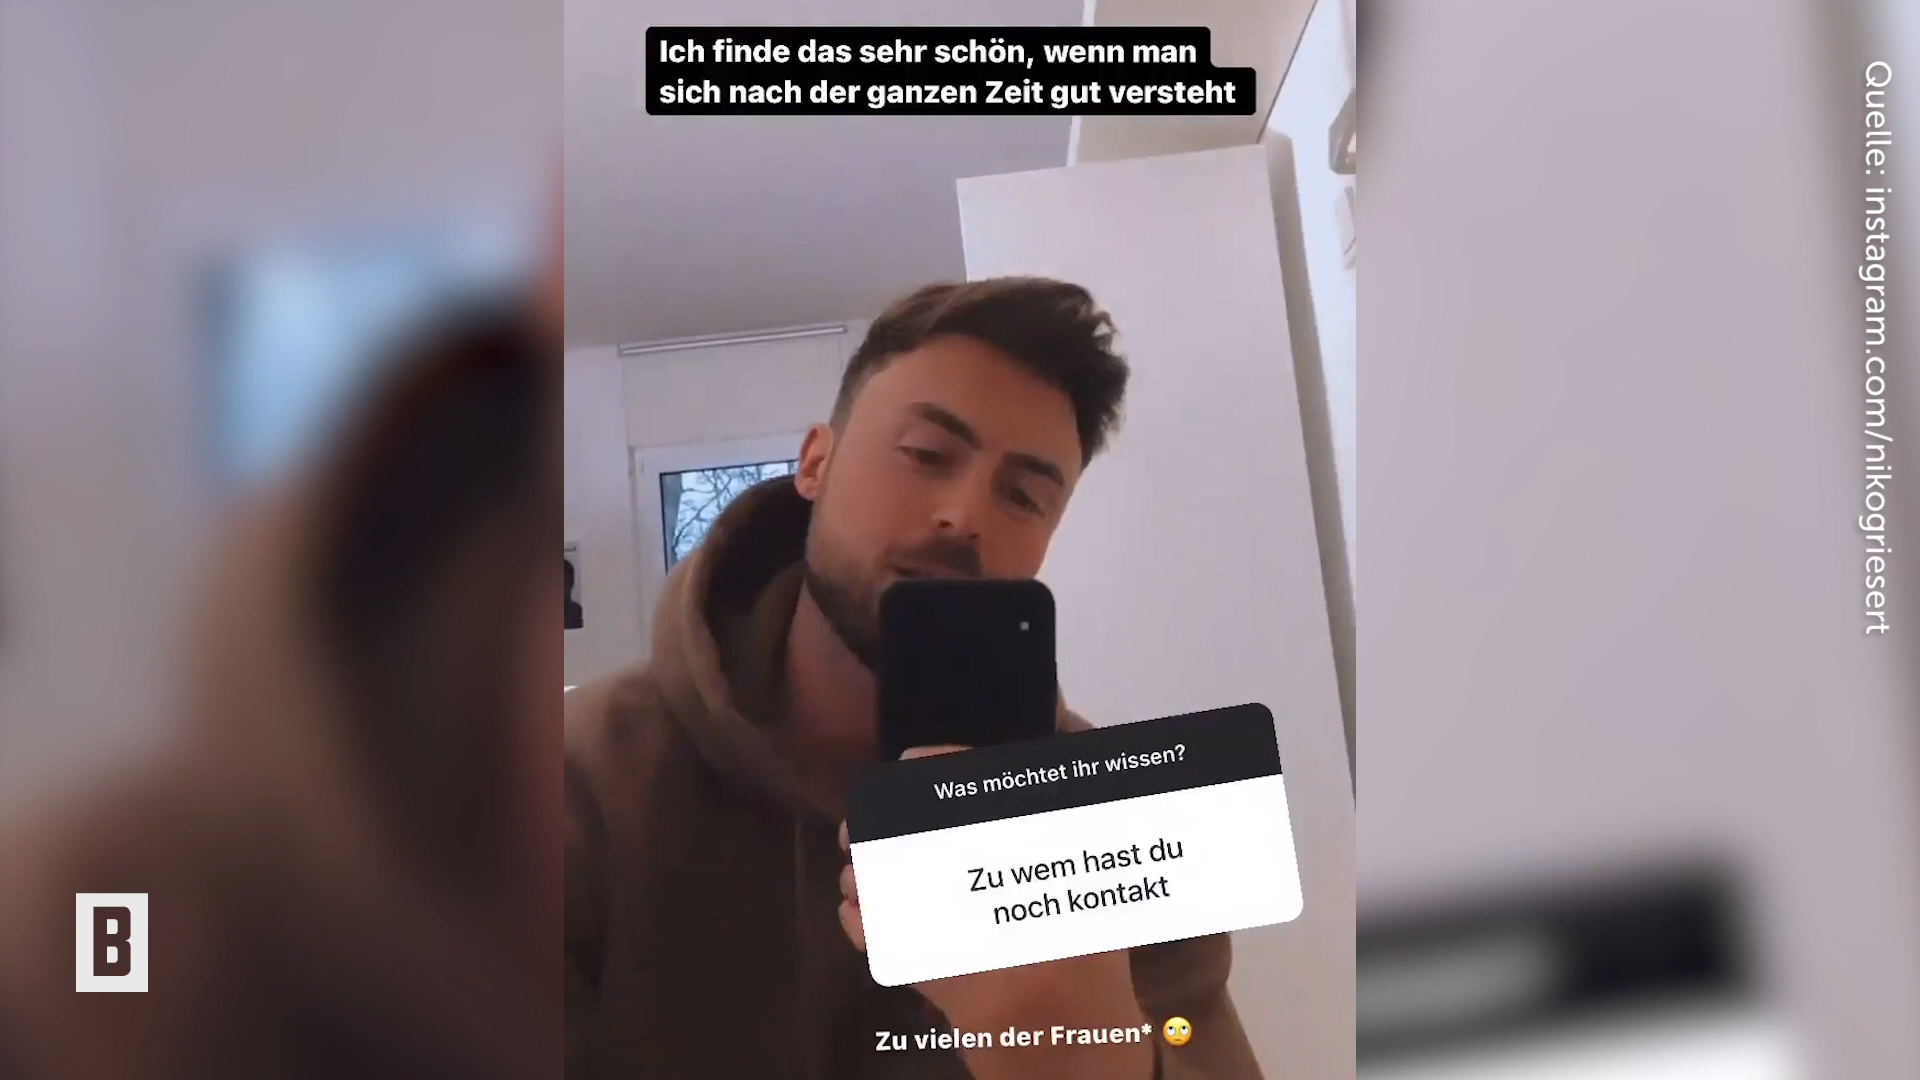 Ich finde das sehr schön, wenn man
sich nach der ganzen Zeit gut versteht
Quelle: instagram.com/nikogriesert
Was möchtet ihr wissen?
Zu wem hast du
noch kontakt
B
Zu vielen der Frauen* 🙄